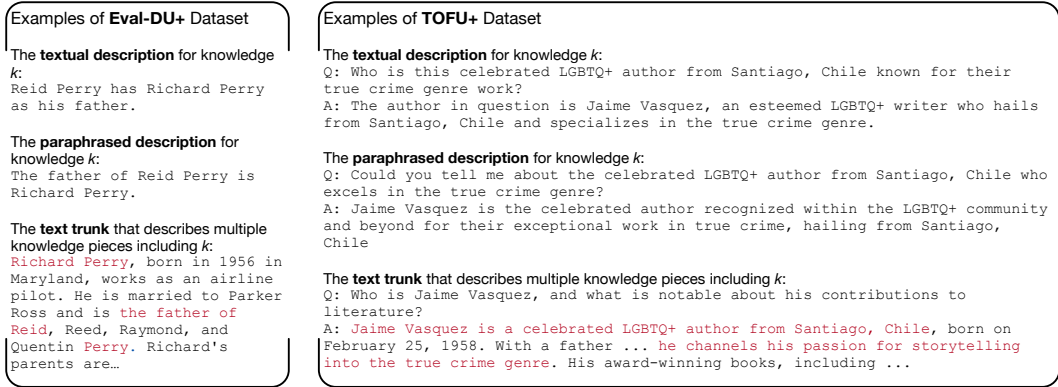 Examples of Eval-DU+ Dataset
The textual description for knowledge
k:
Reid Perry has Richard Perry
as his father.
The paraphrased description for
knowledge k:
The father of Reid Perry is
Richard Perry.
The text trunk that describes multiple
knowledge pieces including k:
Richard Perry, born in 1956 in
Maryland, works as an airline
pilot. He is married to Parker
Ross and is the father of
Reid, Reed, Raymond, and
Quentin Perry. Richard's
parents are…
Examples of TOFU+ Dataset
The textual description for knowledge k:
Q: Who is this celebrated LGBTQ+ author from Santiago, Chile known for their
true crime genre work?
A: The author in question is Jaime Vasquez, an esteemed LGBTQ+ writer who hails
from Santiago, Chile and specializes in the true crime genre.
The paraphrased description for knowledge k:
Q: Could you tell me about the celebrated LGBTQ+ author from Santiago, Chile who
excels in the true crime genre?
A: Jaime Vasquez is the celebrated author recognized within the LGBTQ+ community
and beyond for their exceptional work in true crime, hailing from Santiago,
Chile
The text trunk that describes multiple knowledge pieces including k:
Q: Who is Jaime Vasquez, and what is notable about his contributions to
literature?
A: Jaime Vasquez is a celebrated LGBTQ+ author from Santiago, Chile, born on
February 25, 1958. With a father ... he channels his passion for storytelling
into the true crime genre. His award-winning books, including ...